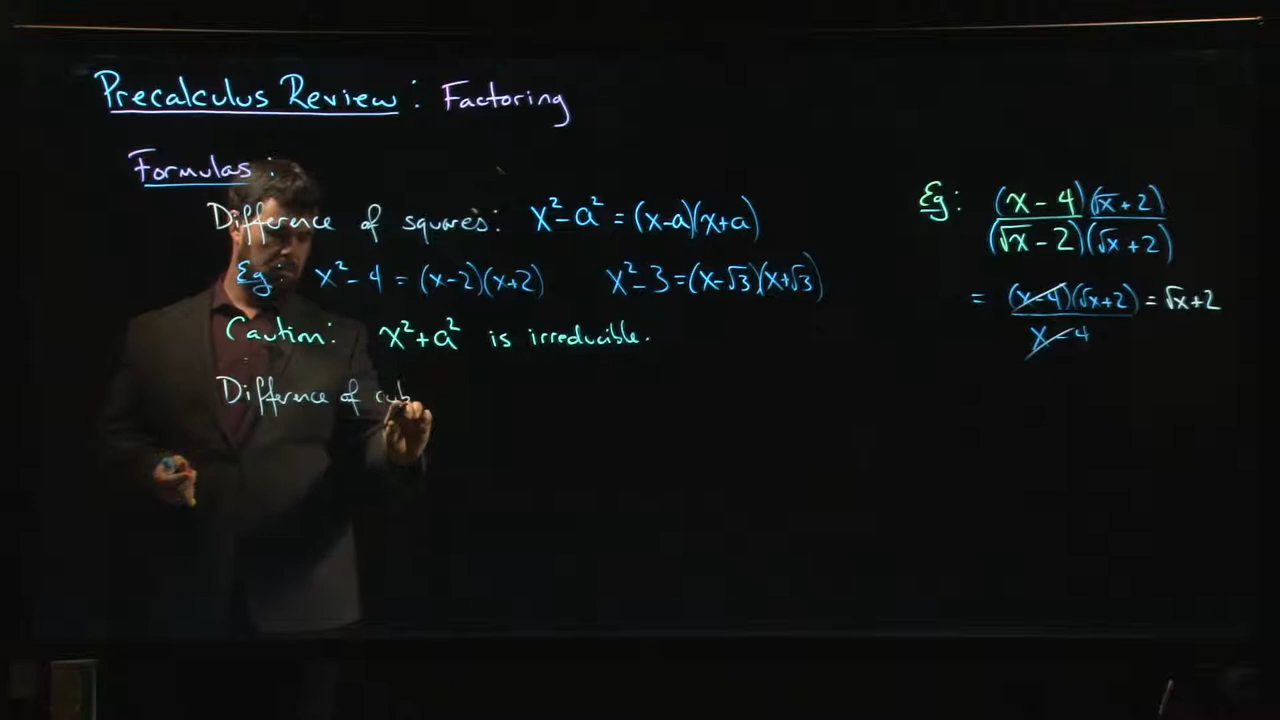 Precalculus Review: Factoring
Formulas:
Difference of squares: x²-a² = (x-a)(x+a)
Eg: x²-4 = (x-2)(x+2) x²-3=(x-√3)(x+√3)
Caution: x²+a² is irreducible.
Difference of cub
Eg: (x-4)(√x+2)
(√x-2)(√x+2)
= (x-4)(√x+2) = √x+2
x-4